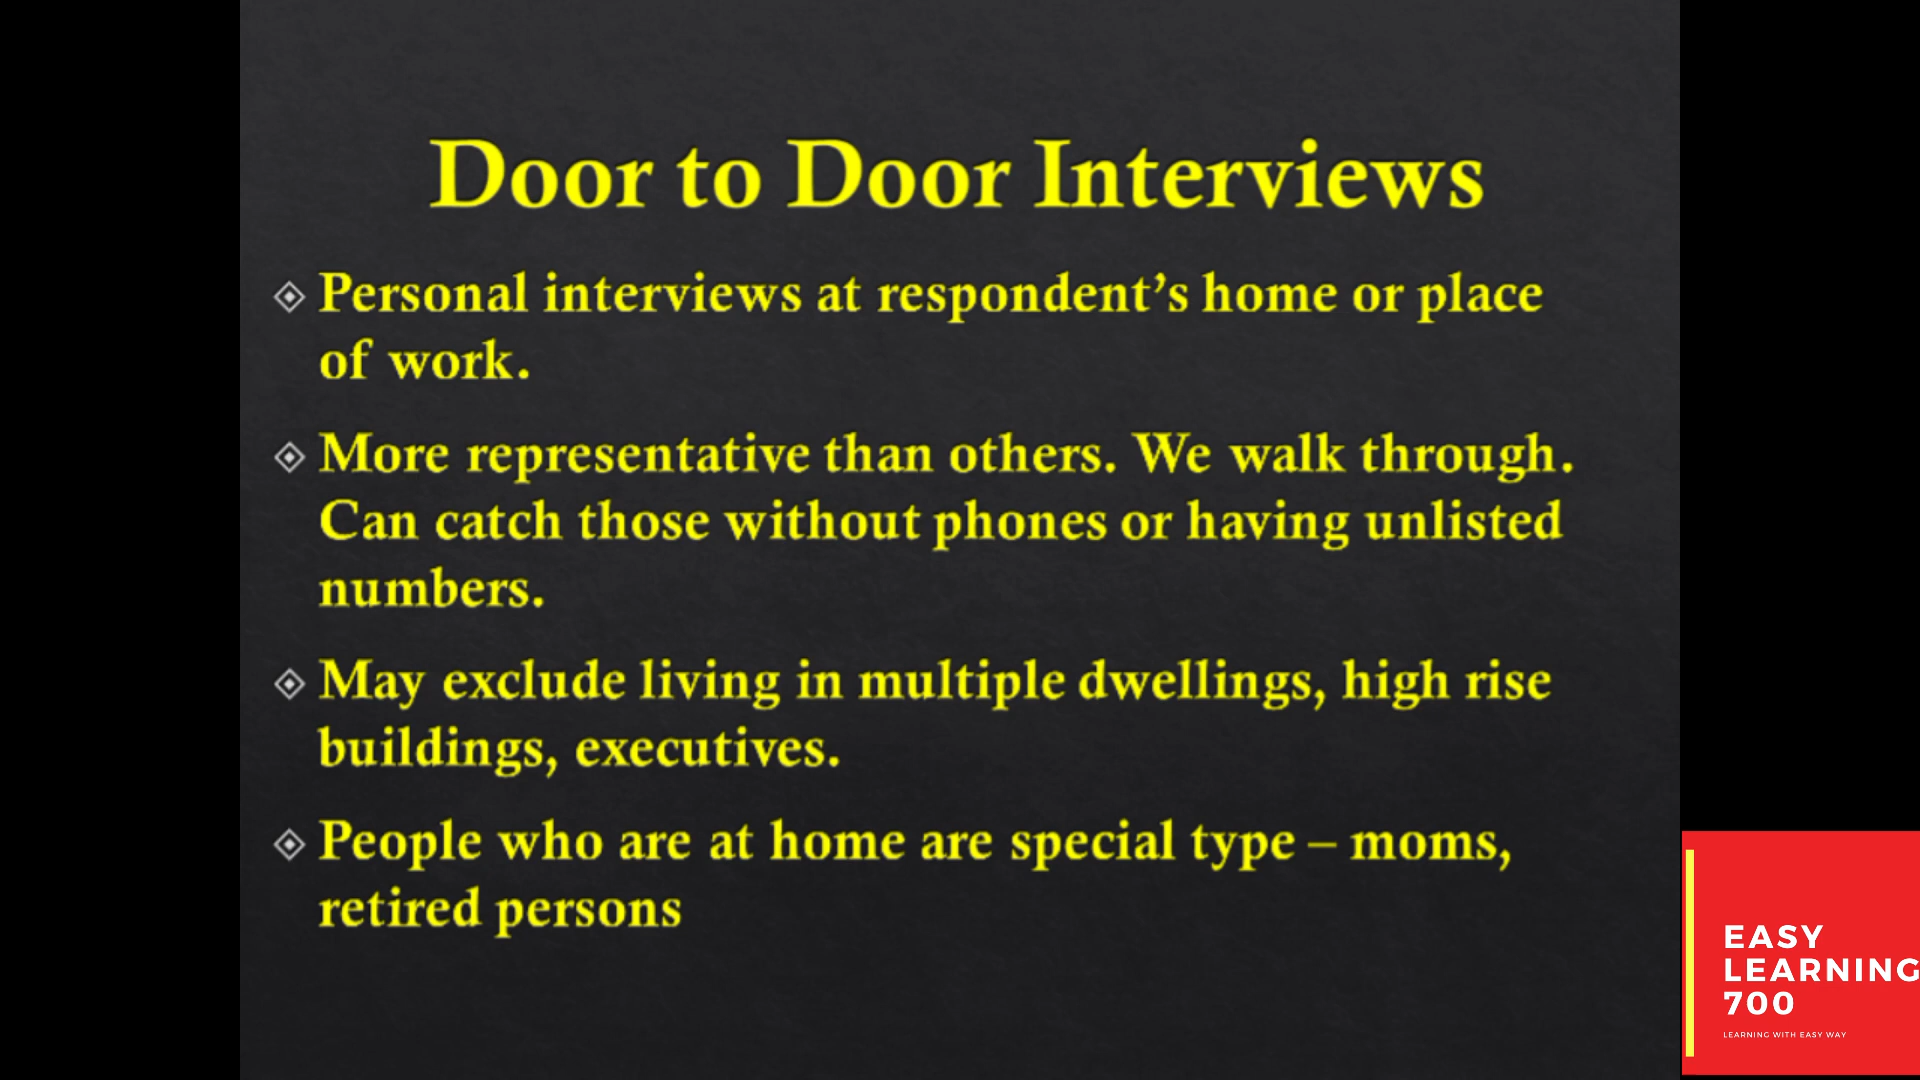 Door to Door Interviews
Personal interviews at respondent’s home or place
of work.
More representative than others. We walk through.
Can catch those without phones or having unlisted
numbers.
May exclude living in multiple dwellings, high rise
buildings, executives.
People who are at home are special type – moms,
retired persons
EASY
LEARNING
700
LEARNING WITH EASY WAY